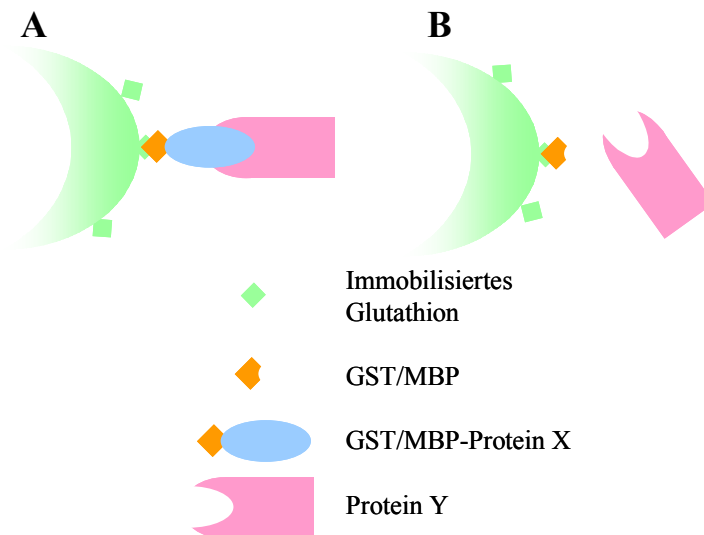 A
B
Immobilisiertes
Glutathion
GST/MBP
GST/MBP-Protein X
Protein Y